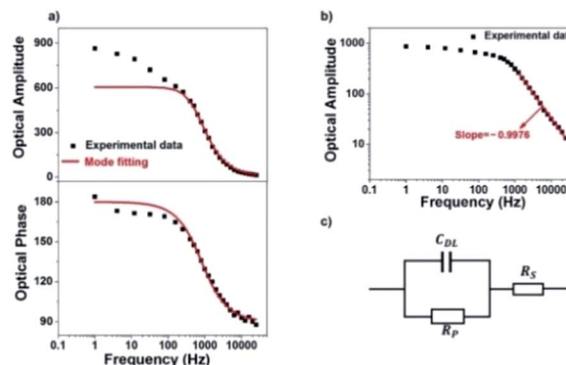 a)
Optical Amplitude
900
600
300
0
Experimental data
Mode fitting
Optical Phase
180
150
120
90
0.1 1 10 100 1000 10000
Frequency (Hz)
b)
Optical Amplitude
1000
100
10
Experimental dat
Slope=− 0.9976
0.1 1 10 100 1000 10000
Frequency (Hz)
c)
C_DL
R_S
R_P